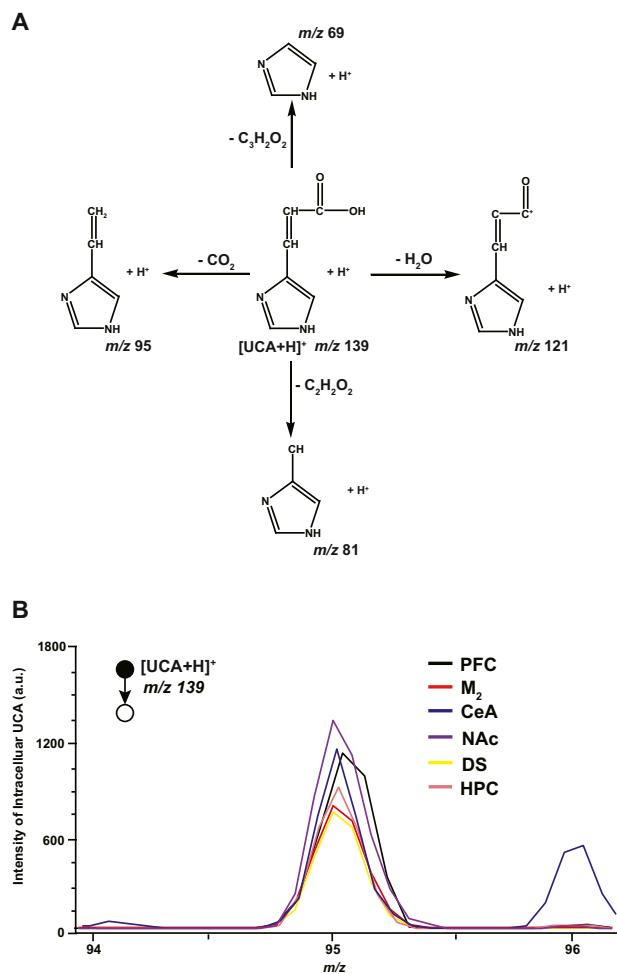 A
m/z 69
N
NH
+ H⁺
- C₃H₂O₂
O
CH
C
OH
CH
CH₂
CH
+ H⁺
- CO₂
N
NH
m/z 95
+ H⁺
N
NH
[UCA+H]⁺ m/z 139
- H₂O
O
C
C⁺
CH
N
NH
+ H⁺
m/z 121
- C₂H₂O₂
CH
N
NH
+ H⁺
m/z 81
B
Intensity of Intracelluar UCA (a.u.)
1800
1200
600
0
[UCA+H]⁺
m/z 139
PFC
M₂
CeA
NAc
DS
HPC
94
95
96
m/z